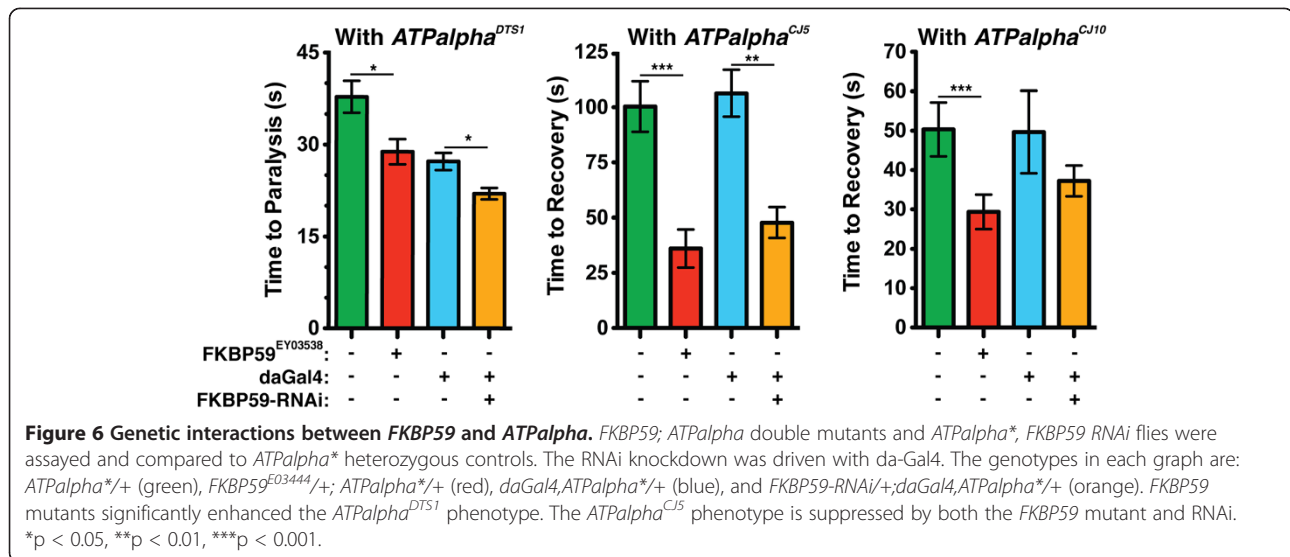 With ATPalpha^DTS1
With ATPalpha^CJ5
With ATPalpha^CJ10
Time to Paralysis (s)
45
30
15
0
*
*
Time to Recovery (s)
125
100
75
50
25
0
***
**
Time to Recovery (s)
70
60
50
40
30
20
10
0
***
FKBP59^EY03538: - + - - - + - - - + - -
daGal4: - - + + - - + + - - + +
FKBP59-RNAi: - - - + - - - + - - - +
Figure 6 Genetic interactions between FKBP59 and ATPalpha. FKBP59; ATPalpha double mutants and ATPalpha*, FKBP59 RNAi flies were
assayed and compared to ATPalpha* heterozygous controls. The RNAi knockdown was driven with da-Gal4. The genotypes in each graph are:
ATPalpha*/+ (green), FKBP59^E03444/+; ATPalpha*/+ (red), daGal4,ATPalpha*/+ (blue), and FKBP59-RNAi/+;daGal4,ATPalpha*/+ (orange). FKBP59
mutants significantly enhanced the ATPalpha^DTS1 phenotype. The ATPalpha^CJ5 phenotype is suppressed by both the FKBP59 mutant and RNAi.
*p < 0.05, **p < 0.01, ***p < 0.001.